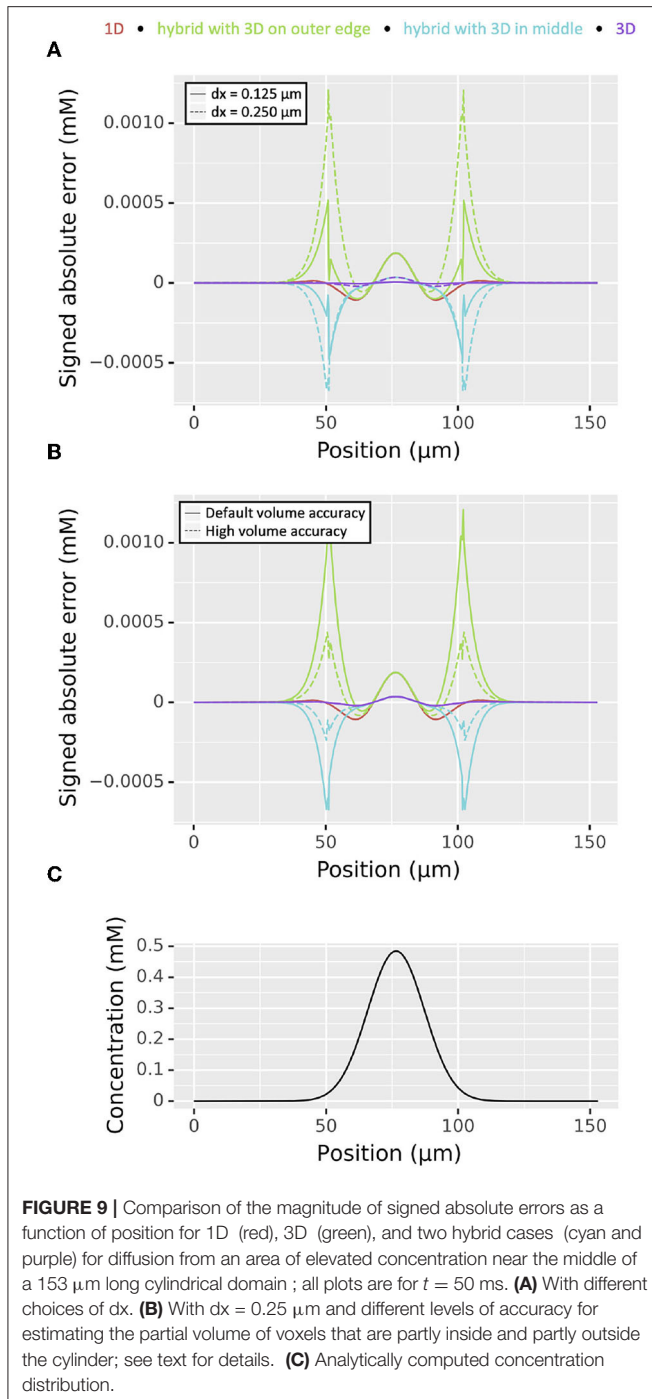 1D • hybrid with 3D on outer edge • hybrid with 3D in middle • 3D
A
dx = 0.125 µm
dx = 0.250 µm
0.0010
0.0005
0
−0.0005
Signed absolute error (mM)
0 50 100 150
Position (µm)
B
Default volume accuracy
High volume accuracy
0.0010
0.0005
0
−0.0005
Signed absolute error (mM)
0 50 100 150
Position (µm)
C
0.5
0.4
0.3
0.2
0.1
0
Concentration (mM)
0 50 100 150
Position (µm)
FIGURE 9 | Comparison of the magnitude of signed absolute errors as a
function of position for 1D (red), 3D (green), and two hybrid cases (cyan and
purple) for diffusion from an area of elevated concentration near the middle of
a 153 µm long cylindrical domain ; all plots are for t = 50 ms. (A) With different
choices of dx. (B) With dx = 0.25 µm and different levels of accuracy for
estimating the partial volume of voxels that are partly inside and partly outside
the cylinder; see text for details. (C) Analytically computed concentration
distribution.